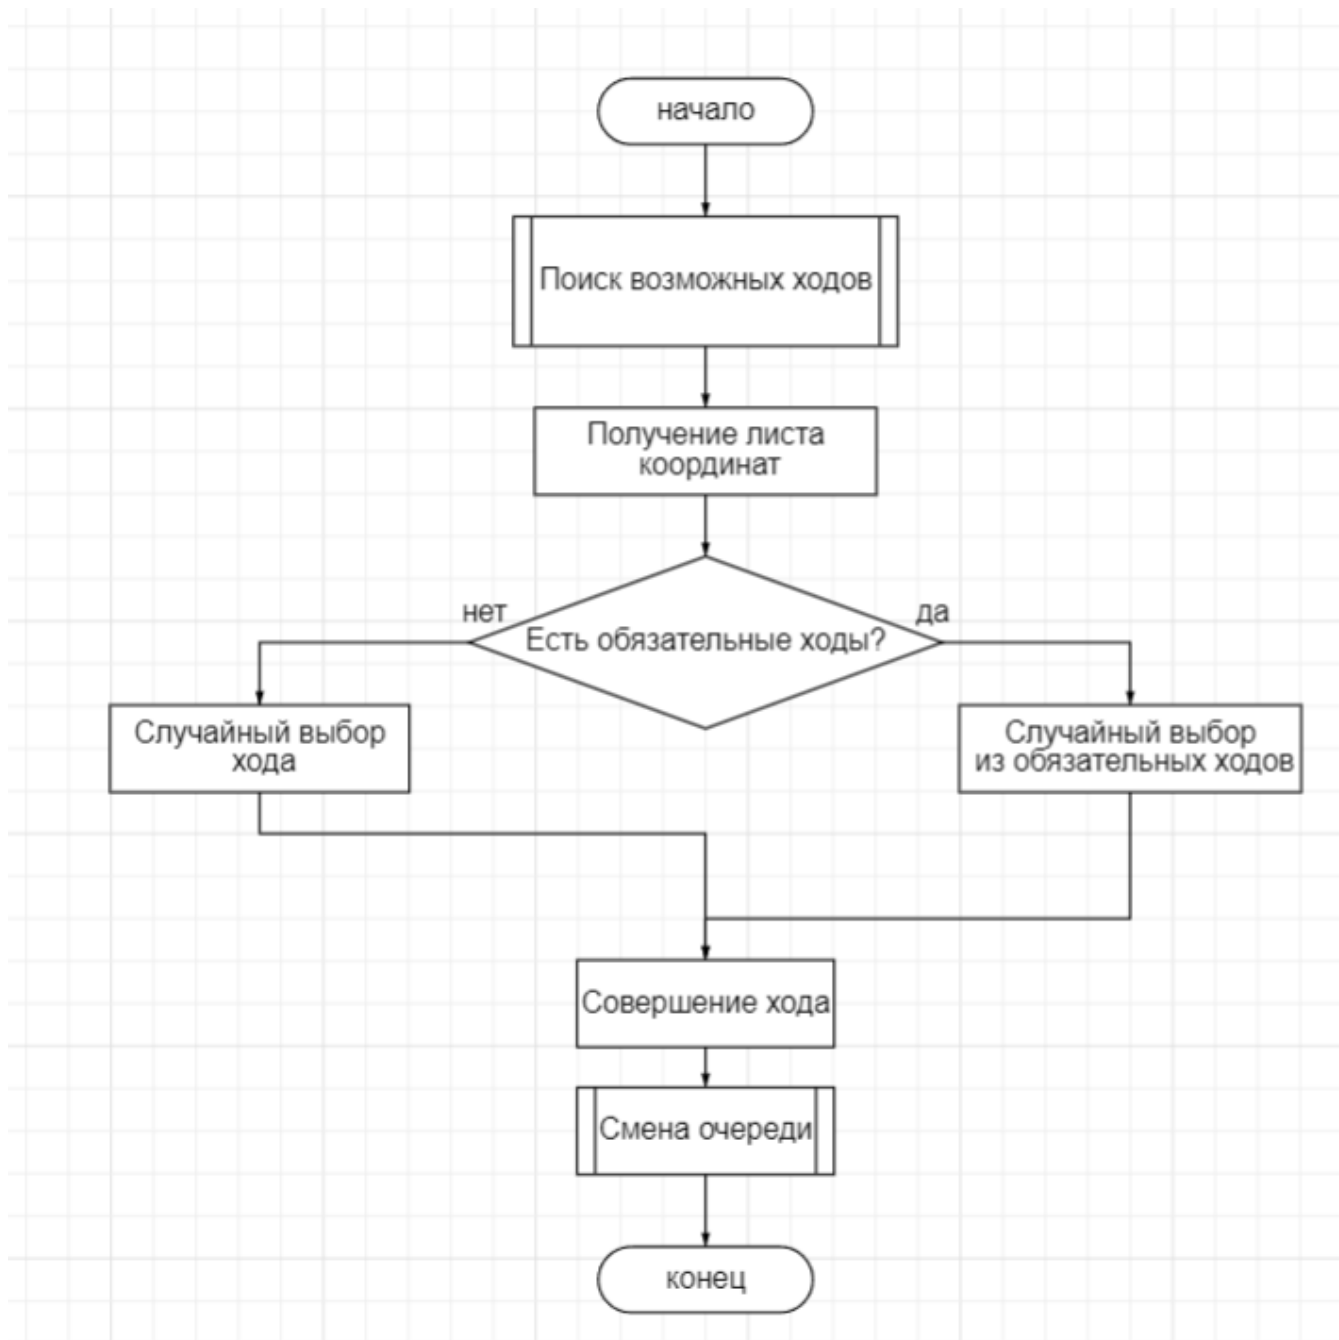 начало
Поиск возможных ходов
Получение листа
координат
нет
да
Есть обязательные ходы?
Случайный выбор
хода
Случайный выбор
из обязательных ходов
Совершение хода
Смена очереди
конец